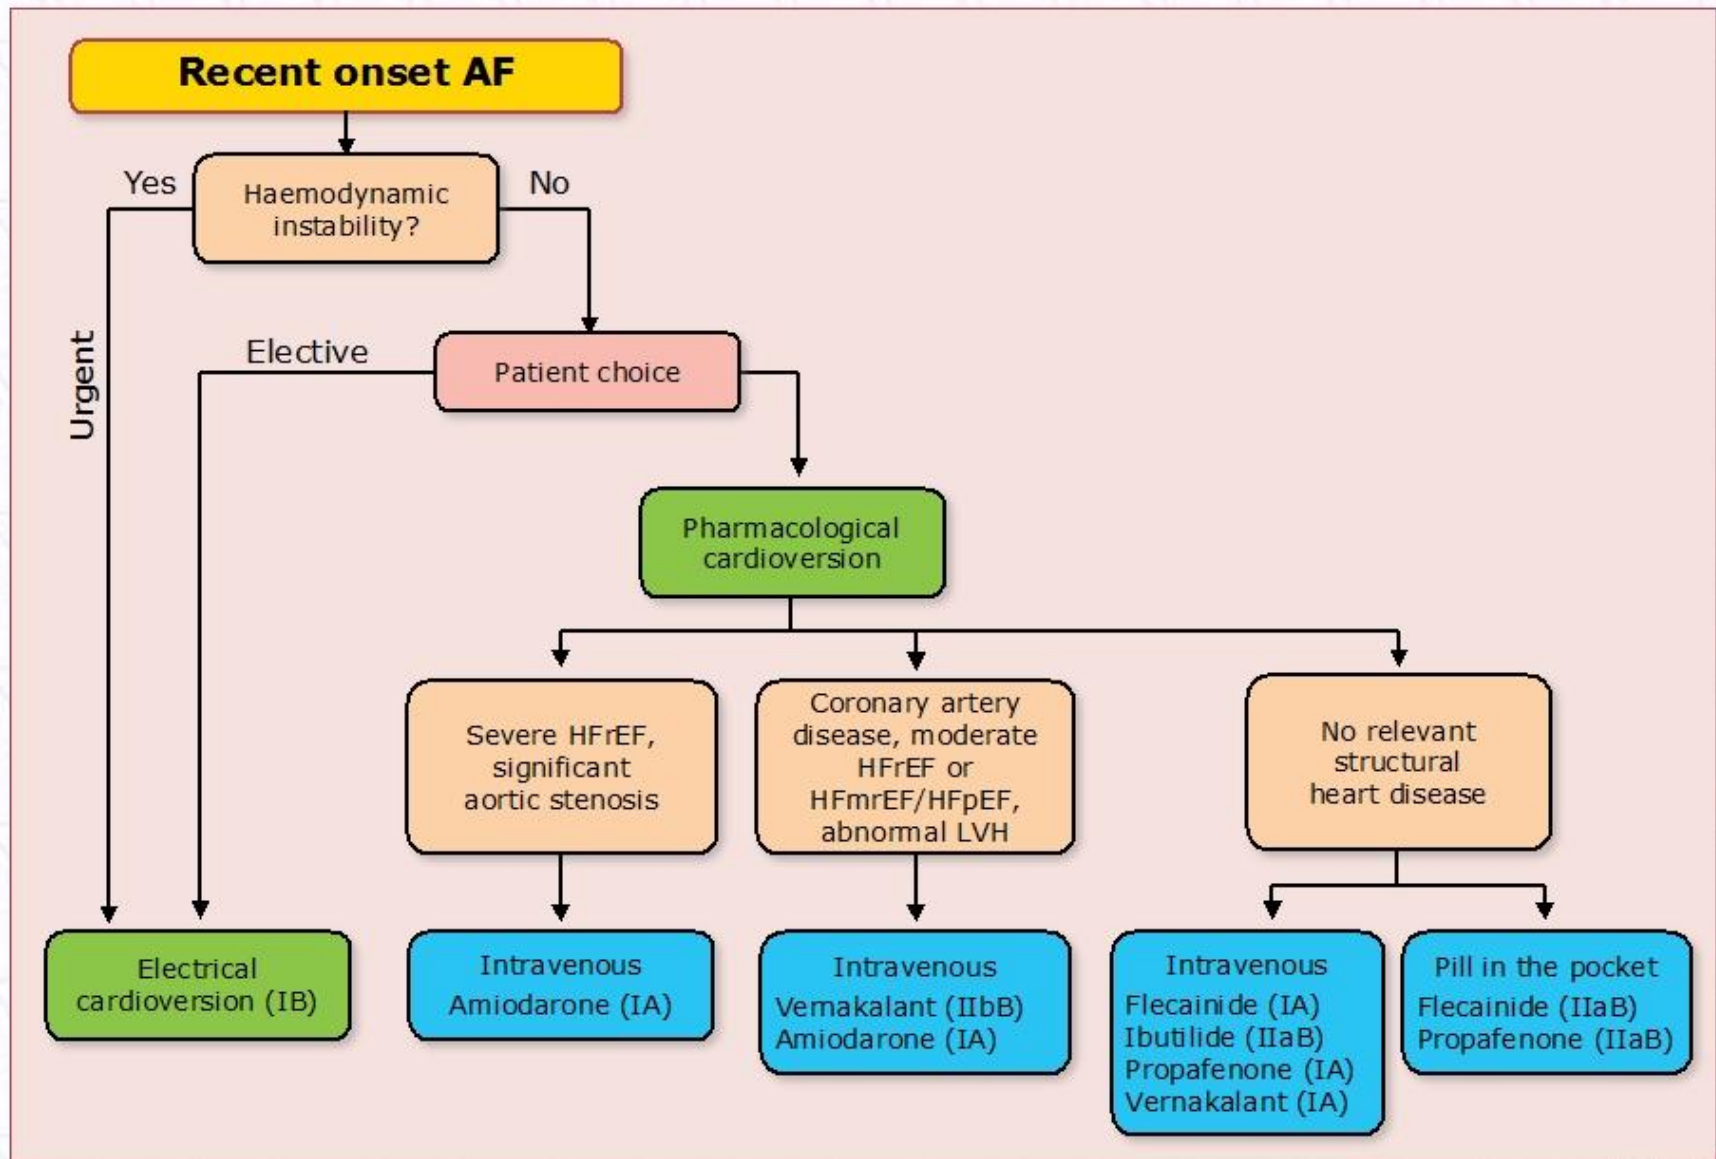 Recent onset AF
Yes
Haemodynamic
instability?
No
Urgent
Elective
Patient choice
Pharmacological
cardioversion
Severe HFrEF,
significant
aortic stenosis
Coronary artery
disease, moderate
HFrEF or
HFmrEF/HFpEF,
abnormal LVH
No relevant
structural
heart disease
Electrical
cardioversion (IB)
Intravenous
Amiodarone (IA)
Intravenous
Vernakalant (IIbB)
Amiodarone (IA)
Intravenous
Flecainide (IA)
Ibutilide (IIaB)
Propafenone (IA)
Vernakalant (IA)
Pill in the pocket
Flecainide (IIaB)
Propafenone (IIaB)